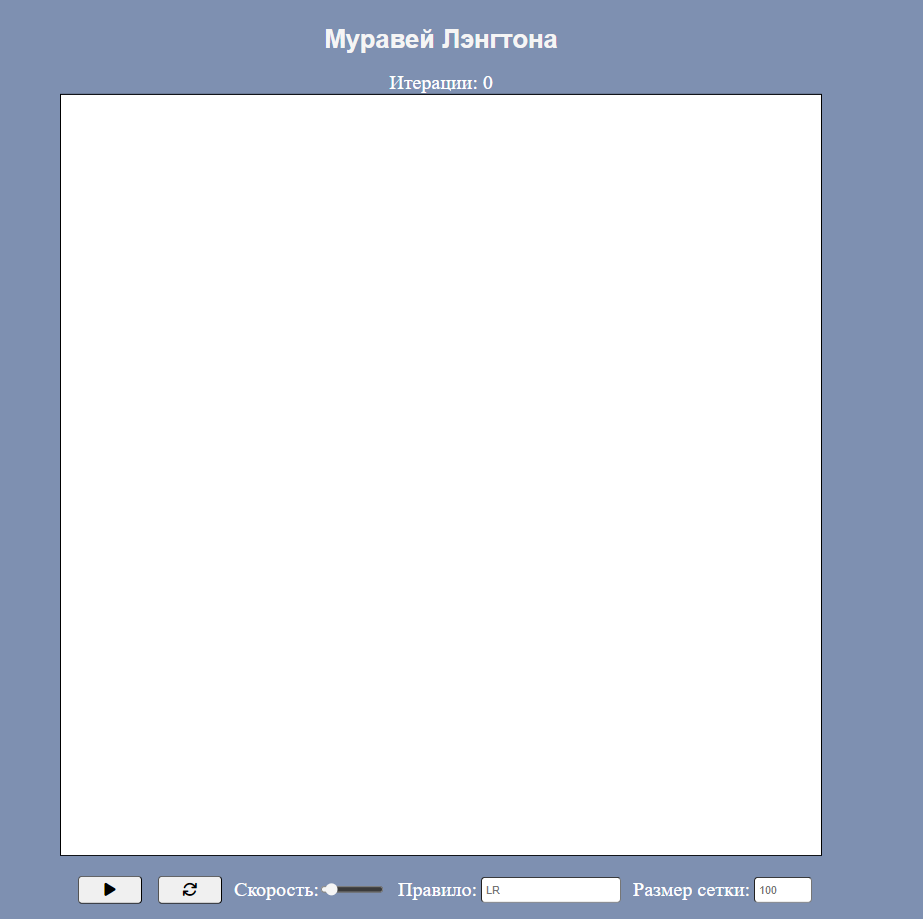 Муравей Лэнгтона
Итерации: 0
Скорость: Правило: LR Размер сетки: 100